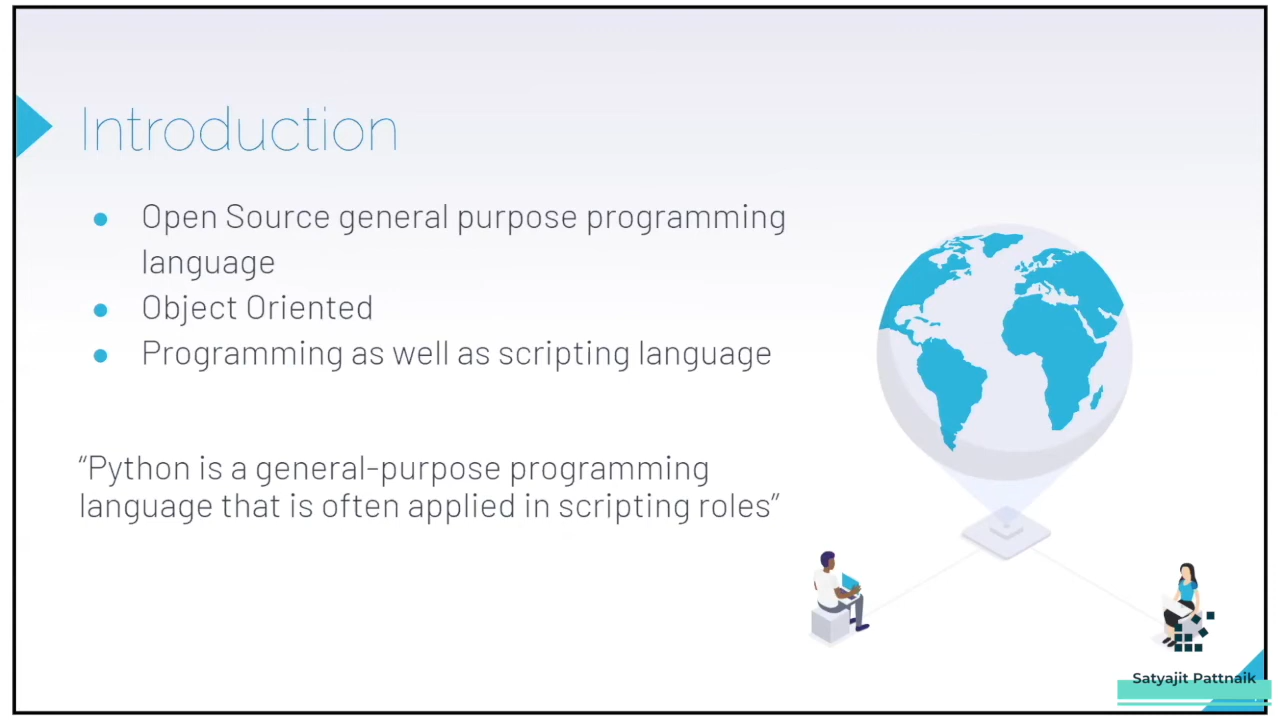 Introduction
● Open Source general purpose programming
language
● Object Oriented
● Programming as well as scripting language
“Python is a general-purpose programming
language that is often applied in scripting roles”
Satyajit Pattnaik